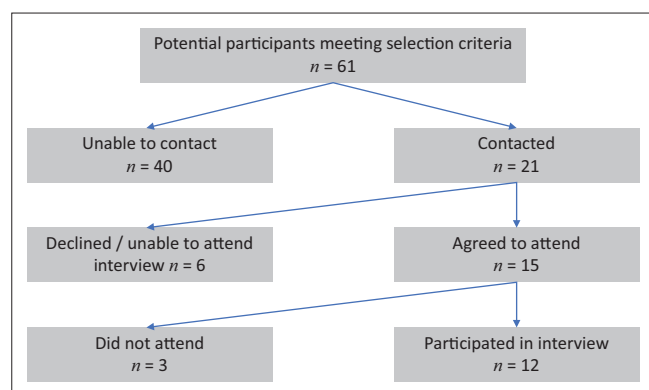 Potential participants meeting selection criteria
n = 61
Unable to contact
n = 40
Contacted
n = 21
Declined / unable to attend
interview n = 6
Agreed to attend
n = 15
Did not attend
n = 3
Participated in interview
n = 12